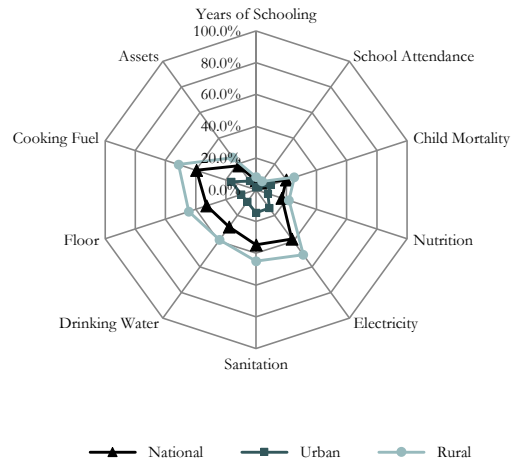 Years of Schooling
100.0%
Assets
School Attendance
80.0%
60.0%
Cooking Fuel
40.0%
Child Mortality
20.0%
0.0%
Floor
Nutrition
Drinking Water
Electricity
Sanitation
National
Urban
Rural